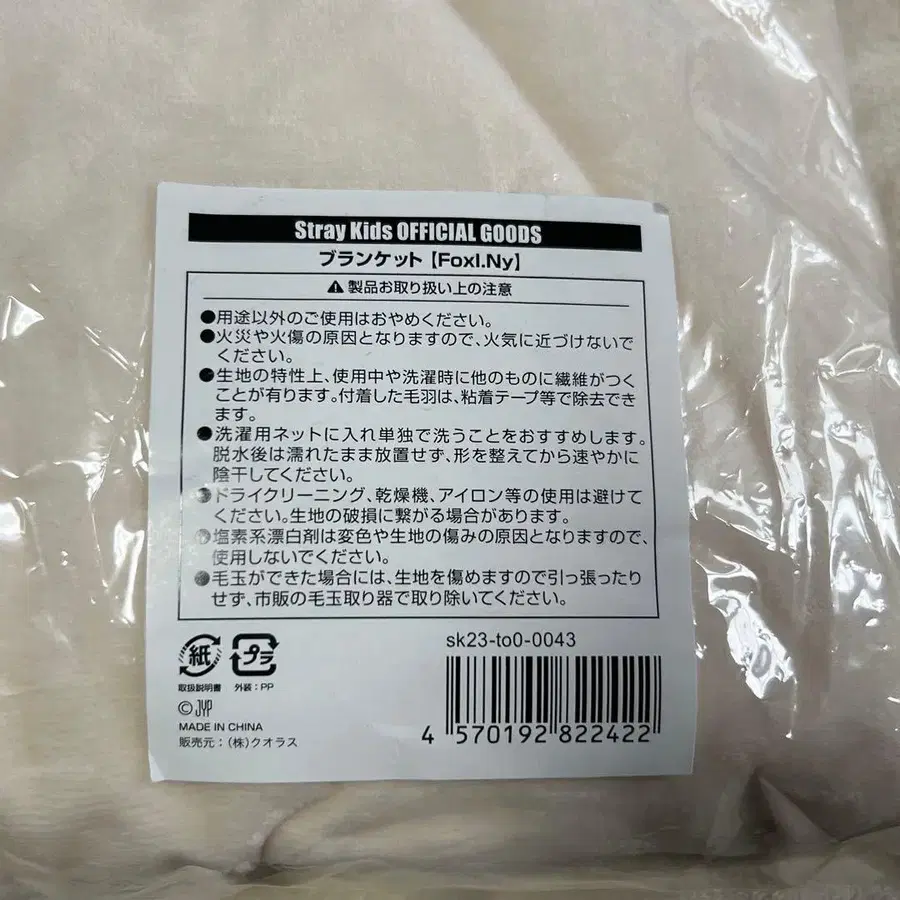 Stray Kids OFFICIAL GOODS
ブランケット【FoxI.Ny】
⚠製品お取り扱い上の注意
●用途以外のご使用はおやめください。
●火災や火傷の原因となりますので、火気に近づけないで
ください。
●生地の特性上、使用中や洗濯時に他のものに繊維がつく
ことが有ります。付着した毛羽は、粘着テープ等で除去でき
ます。
●洗濯用ネットに入れ単独で洗うことをおすすめします。
脱水後は濡れたまま放置せず、形を整えてから速やかに
陰干してください。
●ドライクリーニング、乾燥機、アイロン等の使用は避けて
ください。生地の破損に繋がる場合があります。
●塩素系漂白剤は変色や生地の傷みの原因となりますので、
使用しないでください。
●毛玉ができた場合には、生地を傷めますので引っ張ったり
せず、市販の毛玉取り器で取り除いてください。
紙 プラ
取扱説明書 外装：PP
© JYP
MADE IN CHINA
販売元：（株）クオラス
sk23-to0-0043
4 570192 822422